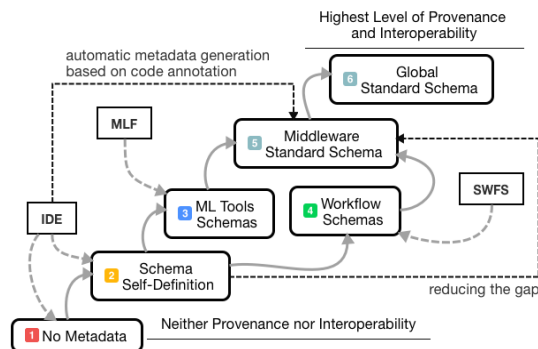 Highest Level of Provenance
and Interoperability
automatic metadata generation
based on code annotation
6 Global
Standard Schema
MLF
5 Middleware
Standard Schema
3 ML Tools
Schemas
4 Workflow
Schemas
SWFS
IDE
2 Schema
Self-Definition
reducing the gap
1 No Metadata
Neither Provenance nor Interoperability